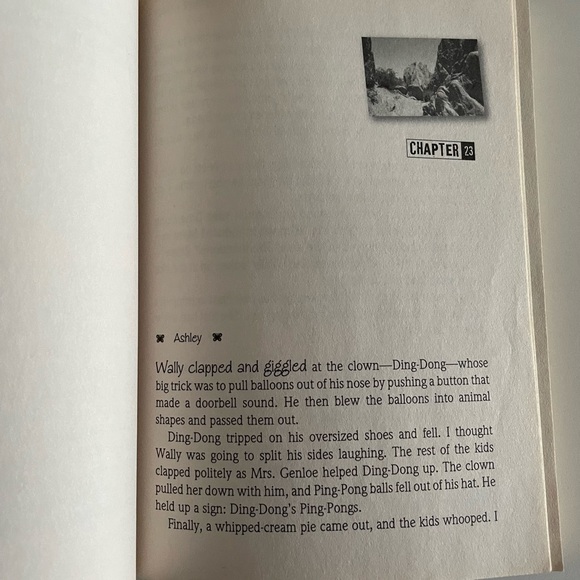 CHAPTER 23
Ashley
Wally clapped and giggled at the clown—Ding-Dong—whose
big trick was to pull balloons out of his nose by pushing a button that
made a doorbell sound. He then blew the balloons into animal
shapes and passed them out.
Ding-Dong tripped on his oversized shoes and fell. I thought
Wally was going to split his sides laughing. The rest of the kids
clapped politely as Mrs. Genloe helped Ding-Dong up. The clown
pulled her down with him, and Ping-Pong balls fell out of his hat. He
held up a sign: Ding-Dong's Ping-Pongs.
Finally, a whipped-cream pie came out, and the kids whooped. I